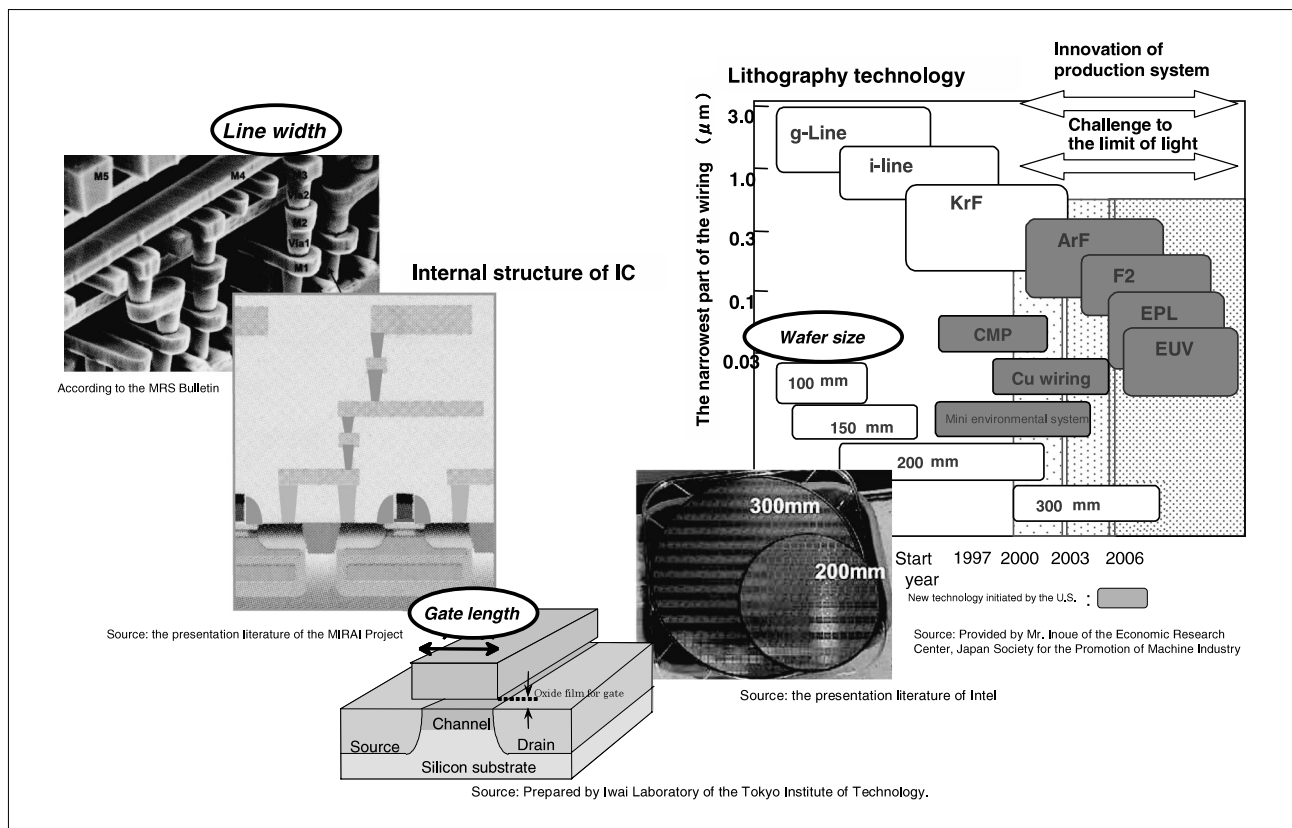 Innovation of
production system
Lithography technology
Challenge to
the limit of light
The narrowest part of the wiring (μm)
3.0
1.0
0.3
0.1
0.03
g-Line
i-line
KrF
ArF
F2
EPL
EUV
CMP
Cu wiring
Mini environmental system
Wafer size
100 mm
150 mm
200 mm
300 mm
Start
year
1997 2000 2003 2006
New technology initiated by the U.S. :
Source: Provided by Mr. Inoue of the Economic Research
Center, Japan Society for the Promotion of Machine Industry
Line width
M5
M4
M3
Via2
M2
Via1
M1
According to the MRS Bulletin
Internal structure of IC
Source: the presentation literature of the MIRAI Project
300mm
200mm
Source: the presentation literature of Intel
Gate length
Oxide film for gate
Channel
Source
Drain
Silicon substrate
Source: Prepared by Iwai Laboratory of the Tokyo Institute of Technology.